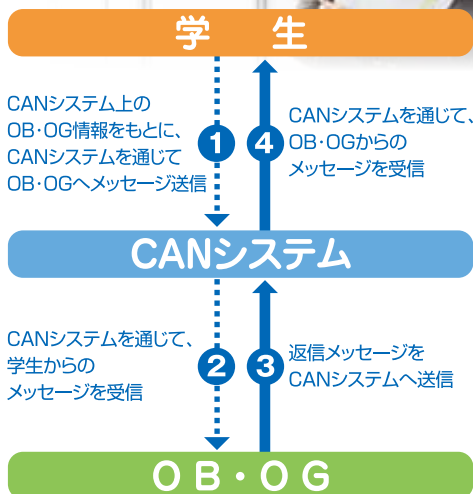 学 生
CANシステム上の
OB・OG情報をもとに、
CANシステムを通じて
OB・OGへメッセージ送信
1
4
CANシステムを通じて、
OB・OGからの
メッセージを受信
CANシステム
CANシステムを通じて、
学生からの
メッセージを受信
2
3
返信メッセージを
CANシステムへ送信
OB・OG